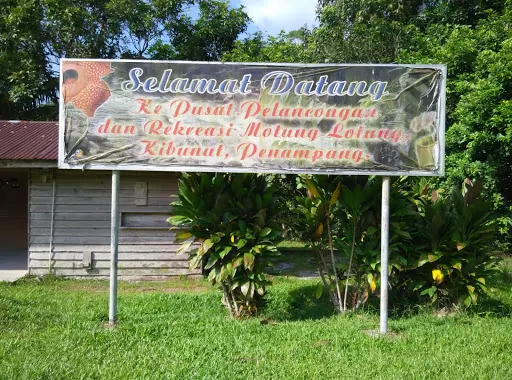 Selamat Datang
Ke Pusat Pelancongan
dan Rekreasi Motung Lotung
Kibunut, Penampang